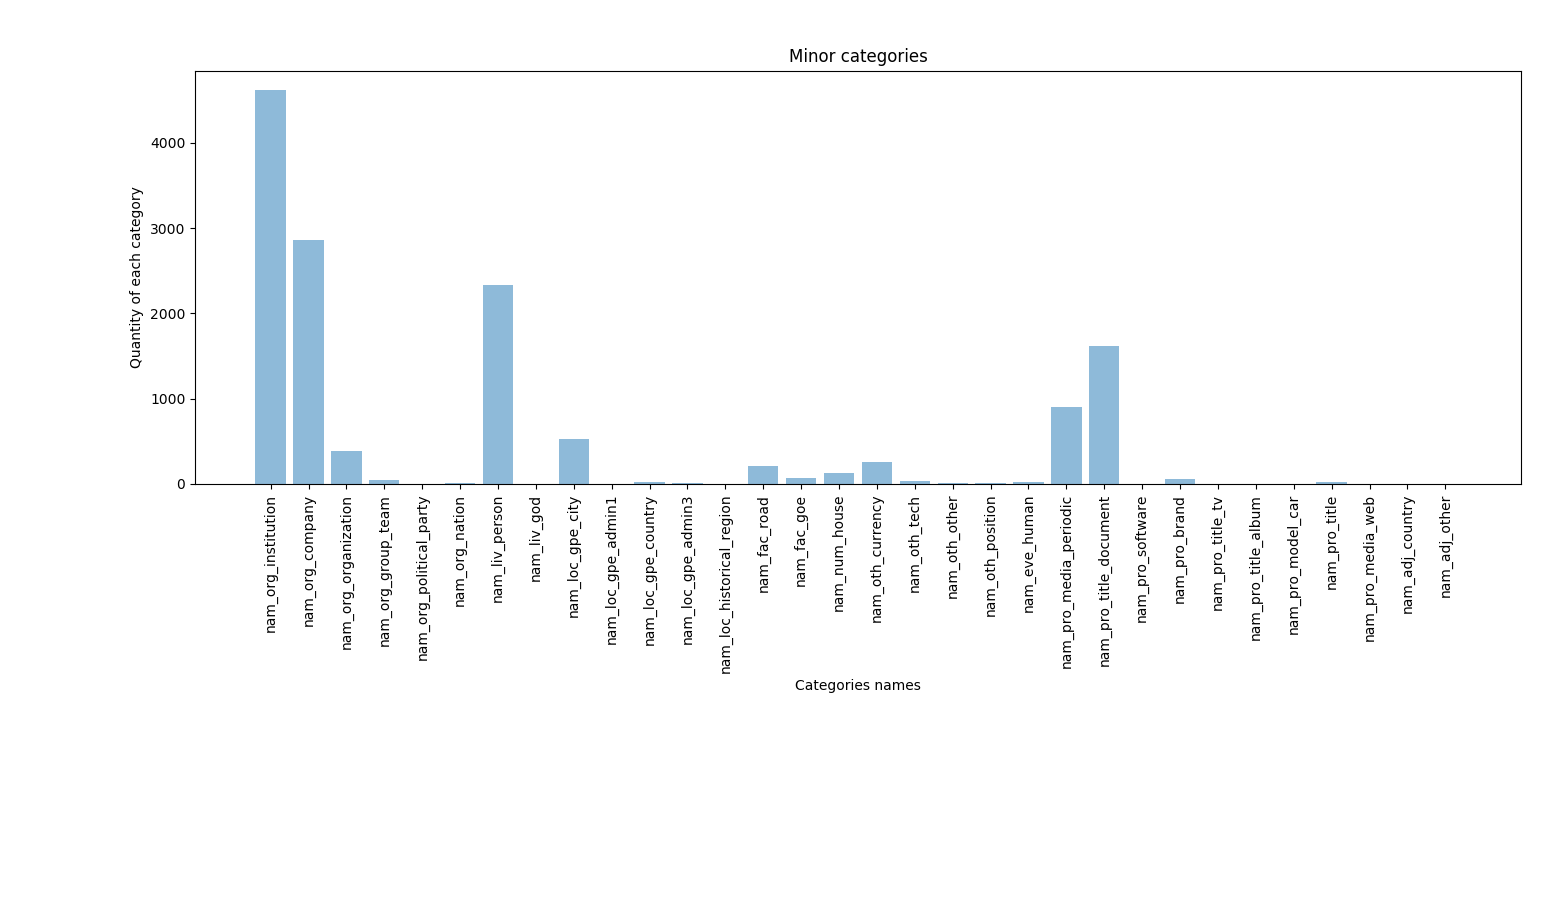 Minor categories
Quantity of each category
4000
3000
2000
1000
0
nam_org_institution
nam_org_company
nam_org_organization
nam_org_group_team
nam_org_political_party
nam_org_nation
nam_liv_person
nam_liv_god
nam_loc_gpe_city
nam_loc_gpe_admin1
nam_loc_gpe_country
nam_loc_gpe_admin3
nam_loc_historical_region
nam_fac_road
nam_fac_goe
nam_num_house
nam_oth_currency
nam_oth_tech
nam_oth_other
nam_oth_position
nam_eve_human
nam_pro_media_periodic
nam_pro_title_document
nam_pro_software
nam_pro_brand
nam_pro_title_tv
nam_pro_title_album
nam_pro_model_car
nam_pro_title
nam_pro_media_web
nam_adj_country
nam_adj_other
Categories names